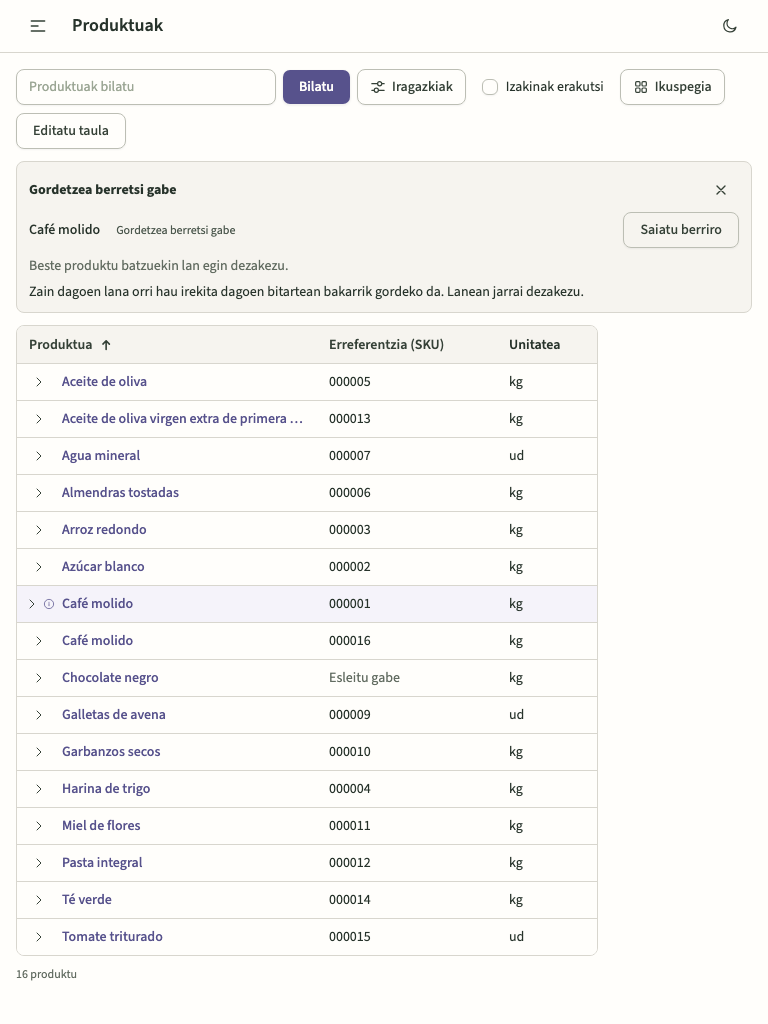 Produktuak
Produktuak bilatu
Bilatu
Iragazkiak
Izakinak erakutsi
Ikuspegia
Editatu taula
Gordetzea berretsi gabe
Café molido Gordetzea berretsi gabe
Saiatu berriro
Beste produktu batzuekin lan egin dezakezu.
Zain dagoen lana orri hau irekita dagoen bitartean bakarrik gordeko da. Lanean jarrai dezakezu.
Produktua Erreferentzia (SKU) Unitatea
Aceite de oliva 000005 kg
Aceite de oliva virgen extra de primera … 000013 kg
Agua mineral 000007 ud
Almendras tostadas 000006 kg
Arroz redondo 000003 kg
Azúcar blanco 000002 kg
Café molido 000001 kg
Café molido 000016 kg
Chocolate negro Esleitu gabe kg
Galletas de avena 000009 ud
Garbanzos secos 000010 kg
Harina de trigo 000004 kg
Miel de flores 000011 kg
Pasta integral 000012 kg
Té verde 000014 kg
Tomate triturado 000015 ud
16 produktu